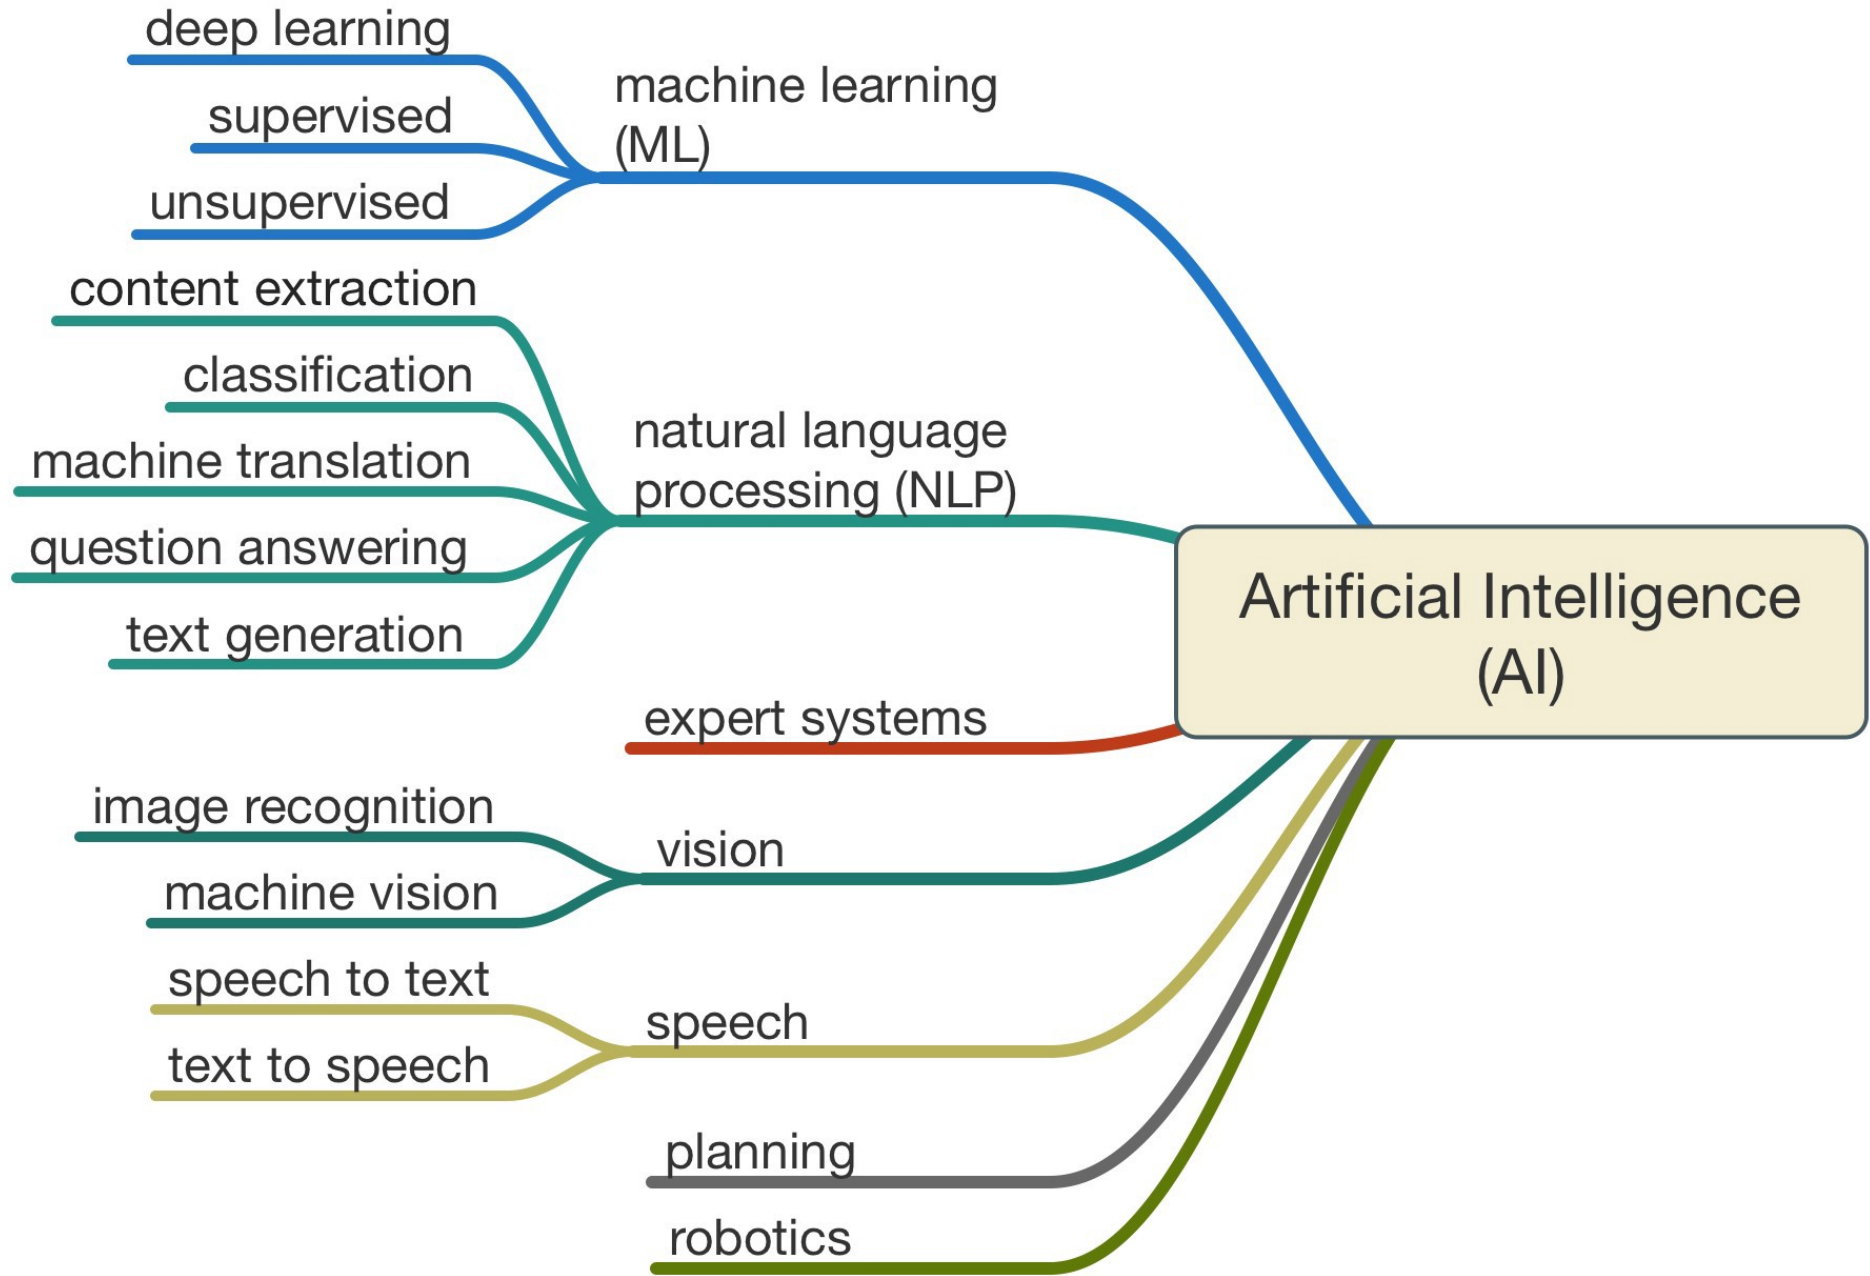 deep learning
supervised
unsupervised
machine learning
(ML)
content extraction
classification
machine translation
question answering
text generation
natural language
processing (NLP)
expert systems
image recognition
machine vision
vision
speech to text
text to speech
speech
planning
robotics
Artificial Intelligence
(AI)